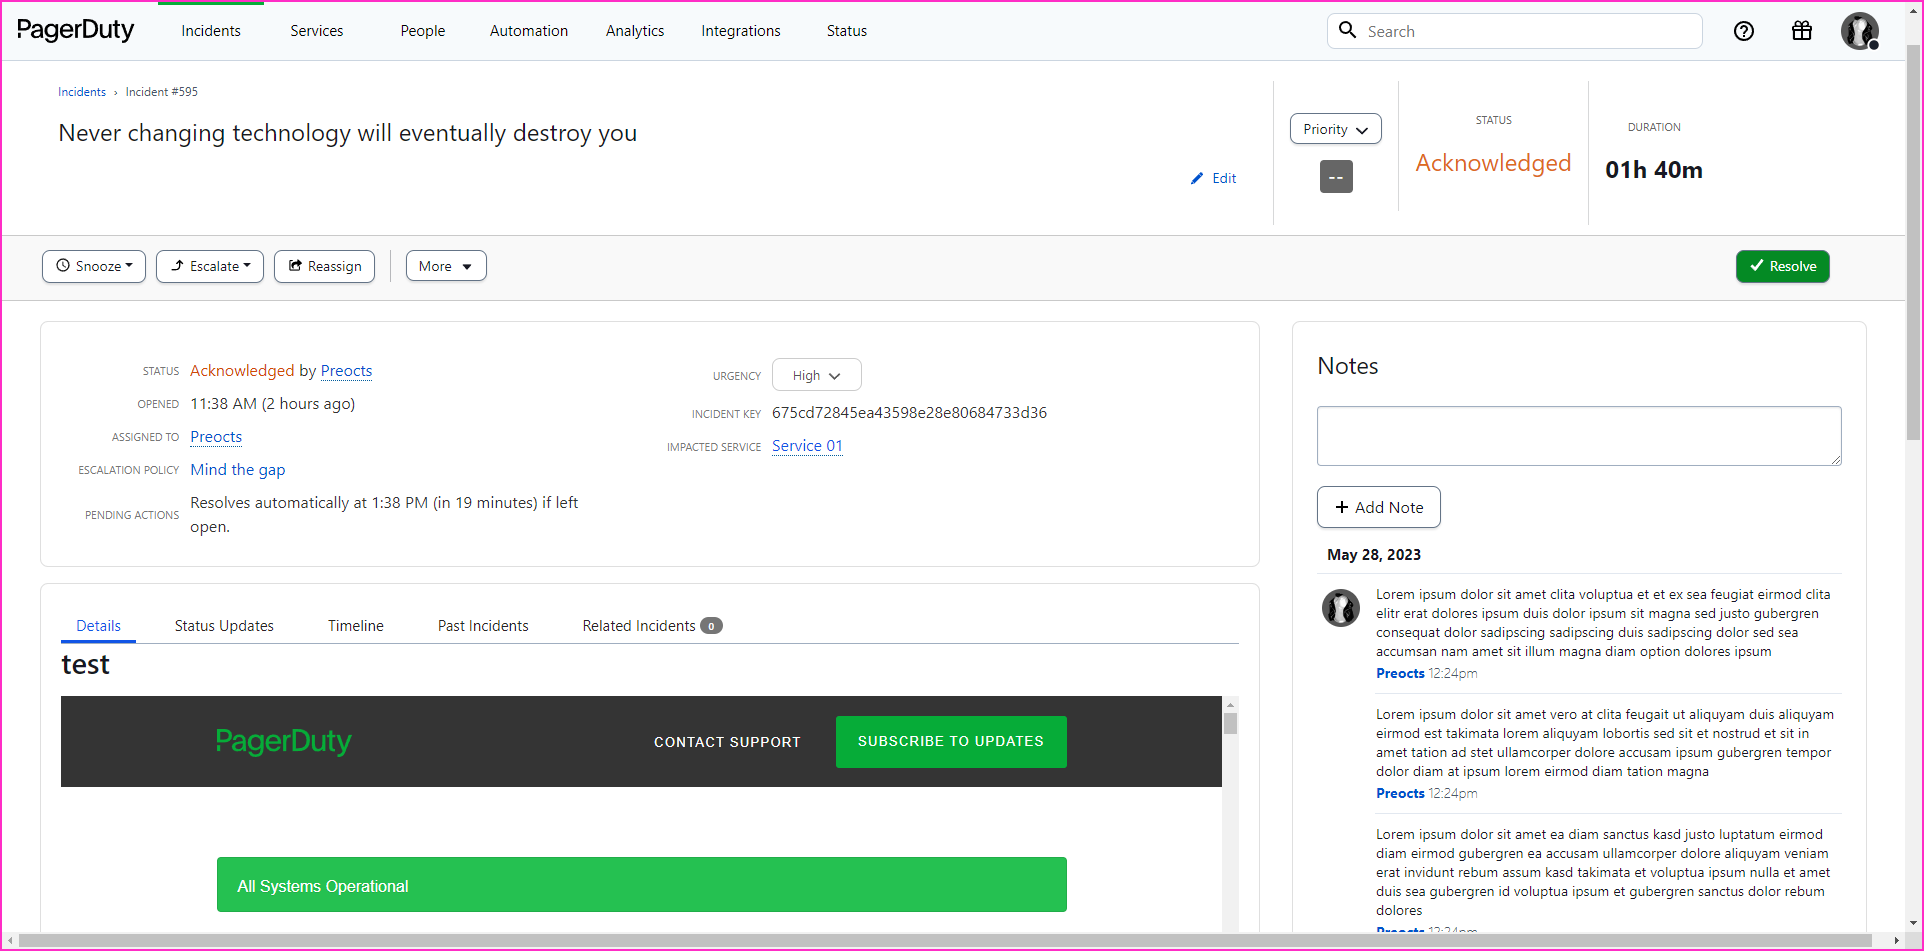 PagerDuty
Incidents
Services
People
Automation
Analytics
Integrations
Status
Search
Incidents › Incident #595
Never changing technology will eventually destroy you
Edit
Priority
--
STATUS
Acknowledged
DURATION
01h 40m
Snooze
Escalate
Reassign
More
Resolve
STATUS Acknowledged by Preocts
OPENED 11:38 AM (2 hours ago)
ASSIGNED TO Preocts
ESCALATION POLICY Mind the gap
PENDING ACTIONS Resolves automatically at 1:38 PM (in 19 minutes) if left
open.
URGENCY High
INCIDENT KEY 675cd72845ea43598e28e80684733d36
IMPACTED SERVICE Service 01
Details
Status Updates
Timeline
Past Incidents
Related Incidents 0
test
PagerDuty
CONTACT SUPPORT
SUBSCRIBE TO UPDATES
All Systems Operational
Notes
+ Add Note
May 28, 2023
Lorem ipsum dolor sit amet clita voluptua et et ex sea feugiat eirmod clita
elitr erat dolores ipsum duis dolor ipsum sit magna sed justo gubergren
consequat dolor sadipscing sadipscing duis sadipscing dolor sed sea
accumsan nam amet sit illum magna diam option dolores ipsum
Preocts 12:24pm
Lorem ipsum dolor sit amet vero at clita feugait ut aliquyam duis aliquyam
eirmod est takimata lorem aliquyam lobortis sed sit et nostrud et sit in
amet tation ad stet ullamcorper dolore accusam ipsum gubergren tempor
dolor diam at ipsum lorem eirmod diam tation magna
Preocts 12:24pm
Lorem ipsum dolor sit amet ea diam sanctus kasd justo luptatum eirmod
diam eirmod gubergren ea accusam ullamcorper dolore aliquyam veniam
erat invidunt rebum assum kasd takimata et voluptua ipsum nulla et amet
duis sea gubergren id voluptua ipsum et gubergren sanctus dolor rebum
dolores
Preocts 12:24pm